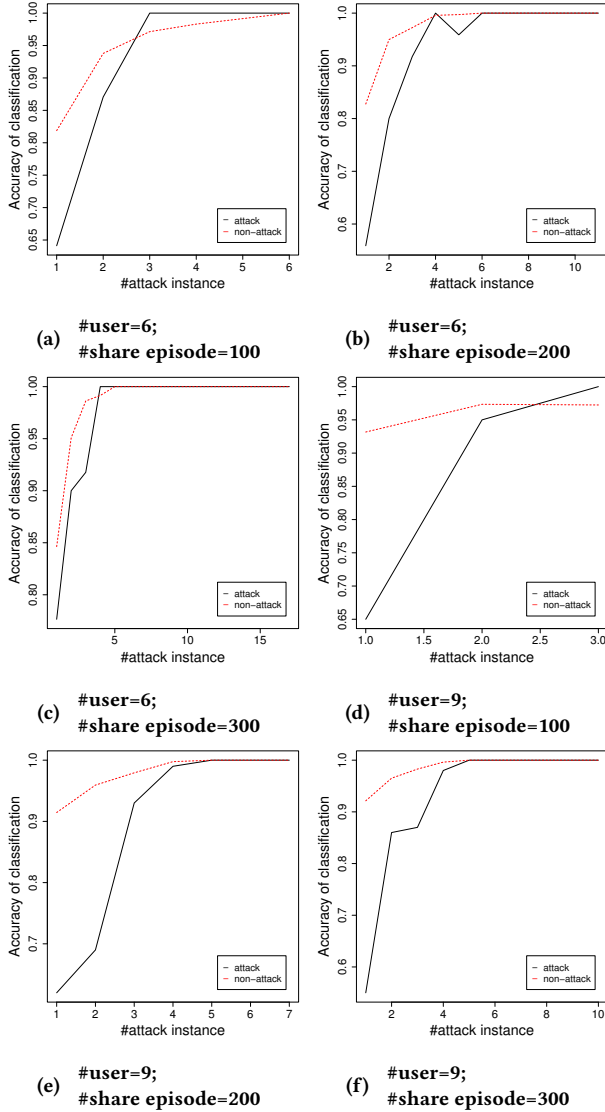 Accuracy of classification
1.00
0.95
0.90
0.85
0.80
0.75
0.70
0.65
attack
non−attack
1 2 3 4 5 6
#attack instance
(a) #user=6;
#share episode=100
Accuracy of classification
1.0
0.9
0.8
0.7
0.6
attack
non−attack
2 4 6 8 10
#attack instance
(b) #user=6;
#share episode=200
Accuracy of classification
1.00
0.95
0.90
0.85
0.80
attack
non−attack
5 10 15
#attack instance
(c) #user=6;
#share episode=300
Accuracy of classification
1.00
0.95
0.90
0.85
0.80
0.75
0.70
0.65
attack
non−attack
1.0 1.5 2.0 2.5 3.0
#attack instance
(d) #user=9;
#share episode=100
Accuracy of classification
1.0
0.9
0.8
0.7
attack
non−attack
1 2 3 4 5 6 7
#attack instance
(e) #user=9;
#share episode=200
Accuracy of classification
1.0
0.9
0.8
0.7
0.6
attack
non−attack
2 4 6 8 10
#attack instance
(f) #user=9;
#share episode=300